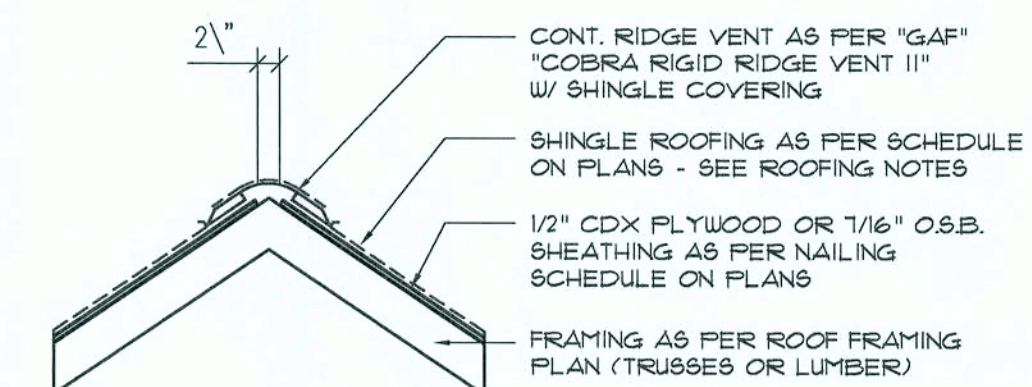 2\"
CONT. RIDGE VENT AS PER "GAF"
"COBRA RIGID RIDGE VENT II"
W/ SHINGLE COVERING
SHINGLE ROOFING AS PER SCHEDULE
ON PLANS - SEE ROOFING NOTES
1/2" CDX PLYWOOD OR 7/16" O.S.B.
SHEATHING AS PER NAILING
SCHEDULE ON PLANS
FRAMING AS PER ROOF FRAMING
PLAN (TRUSSES OR LUMBER)